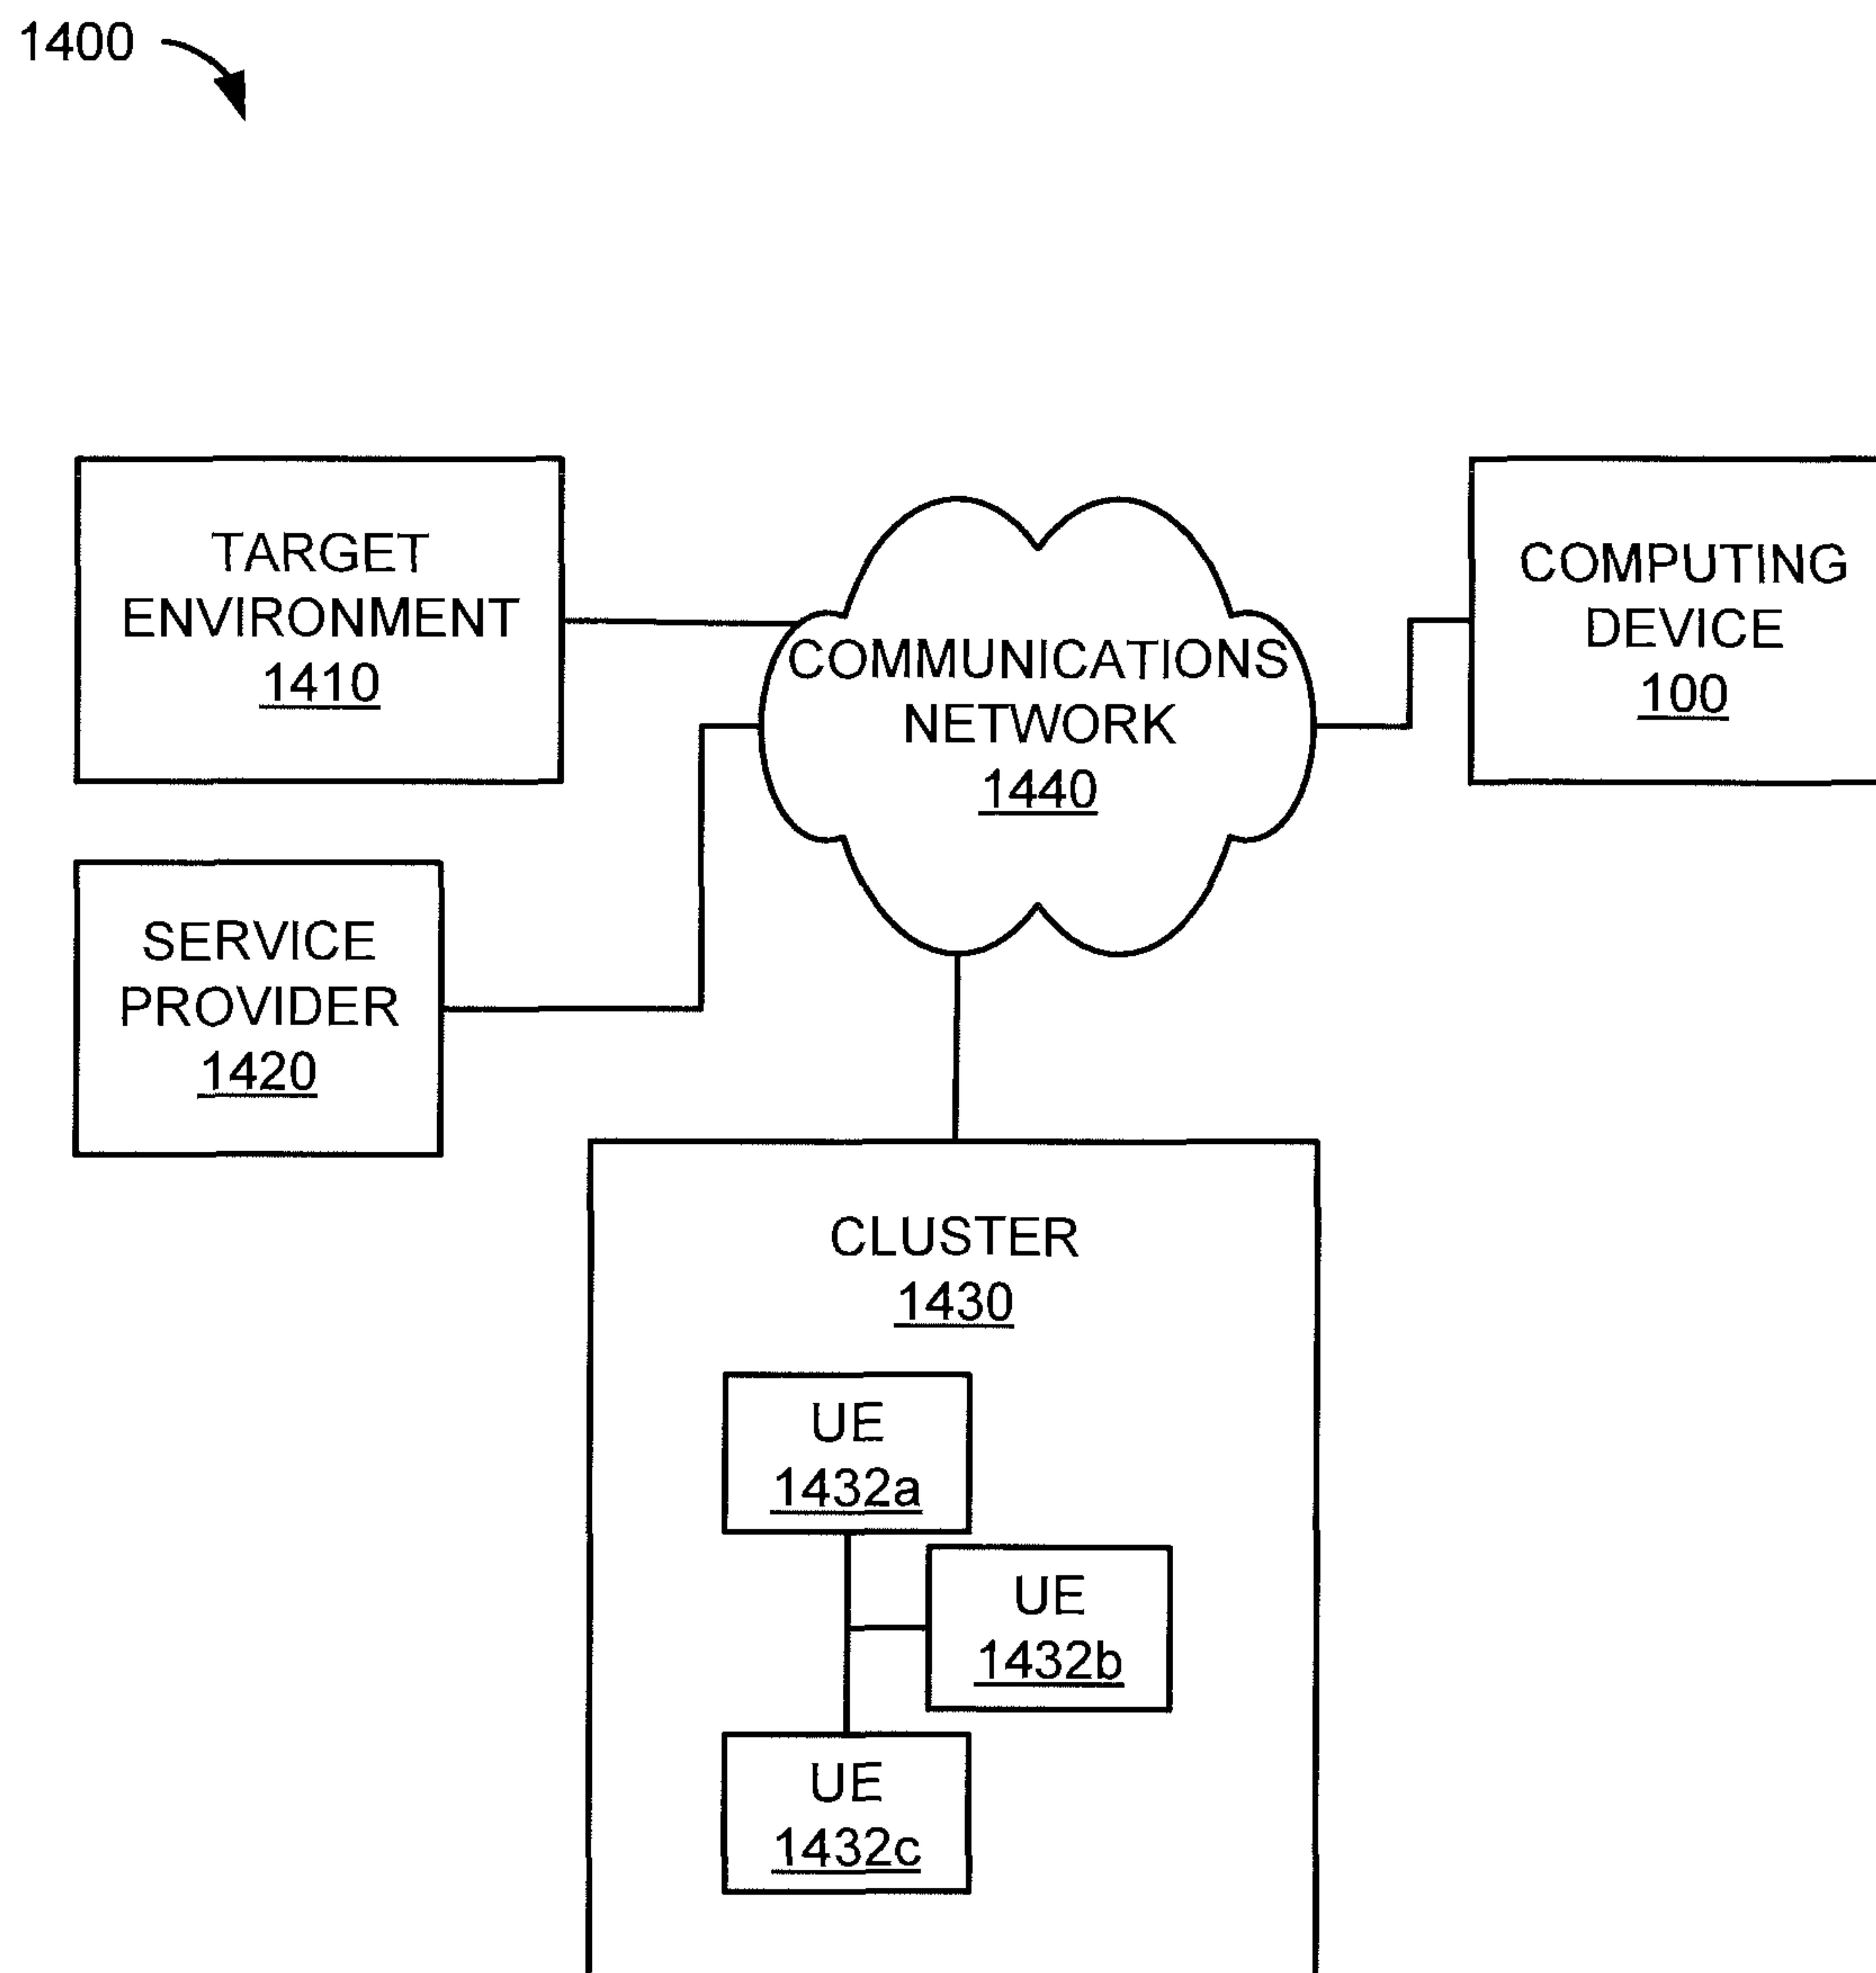 1400
TARGET
ENVIRONMENT
1410
COMMUNICATIONS
NETWORK
1440
COMPUTING
DEVICE
100
SERVICE
PROVIDER
1420
CLUSTER
1430
UE
1432a
UE
1432b
UE
1432c